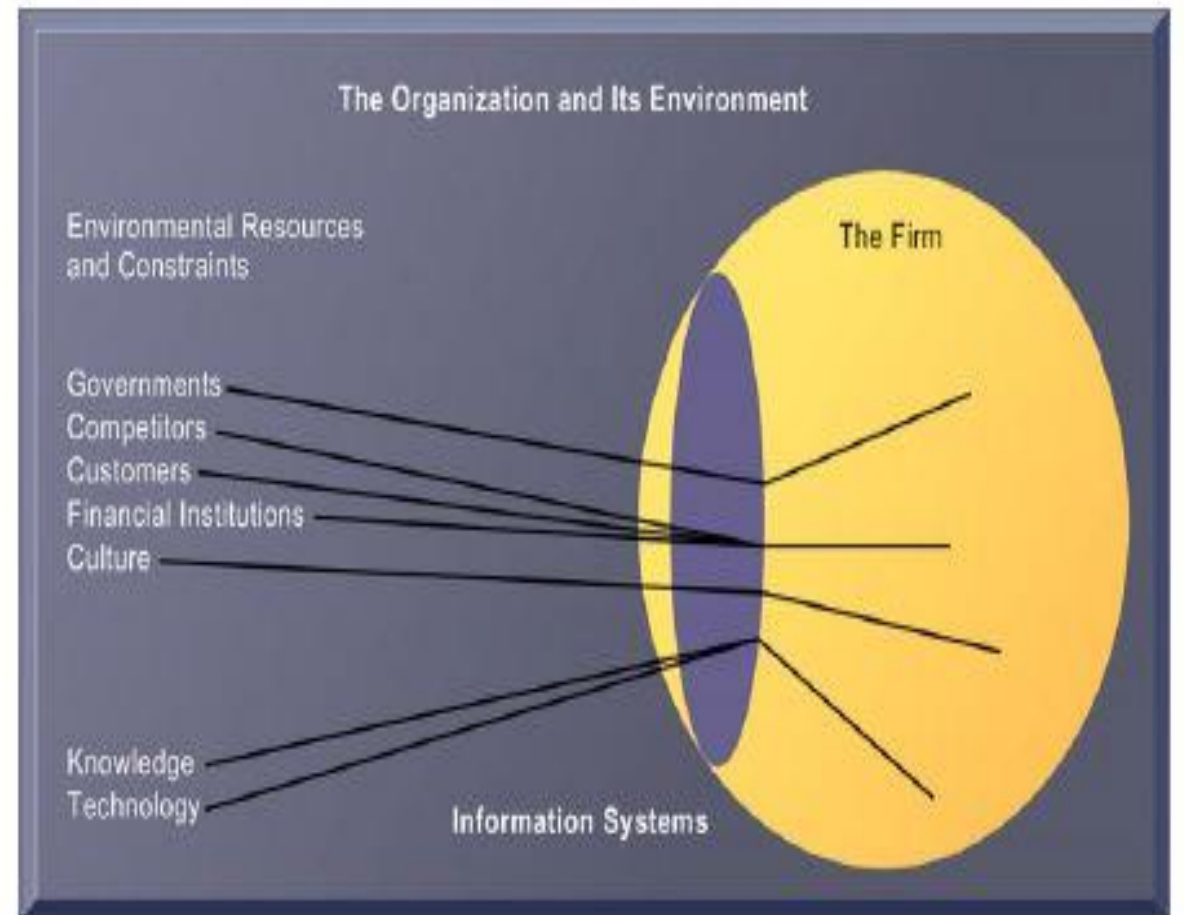 The Organization and Its Environment
Environmental Resources
and Constraints
The Firm
Governments
Competitors
Customers
Financial Institutions
Culture
Knowledge
Technology
Information Systems